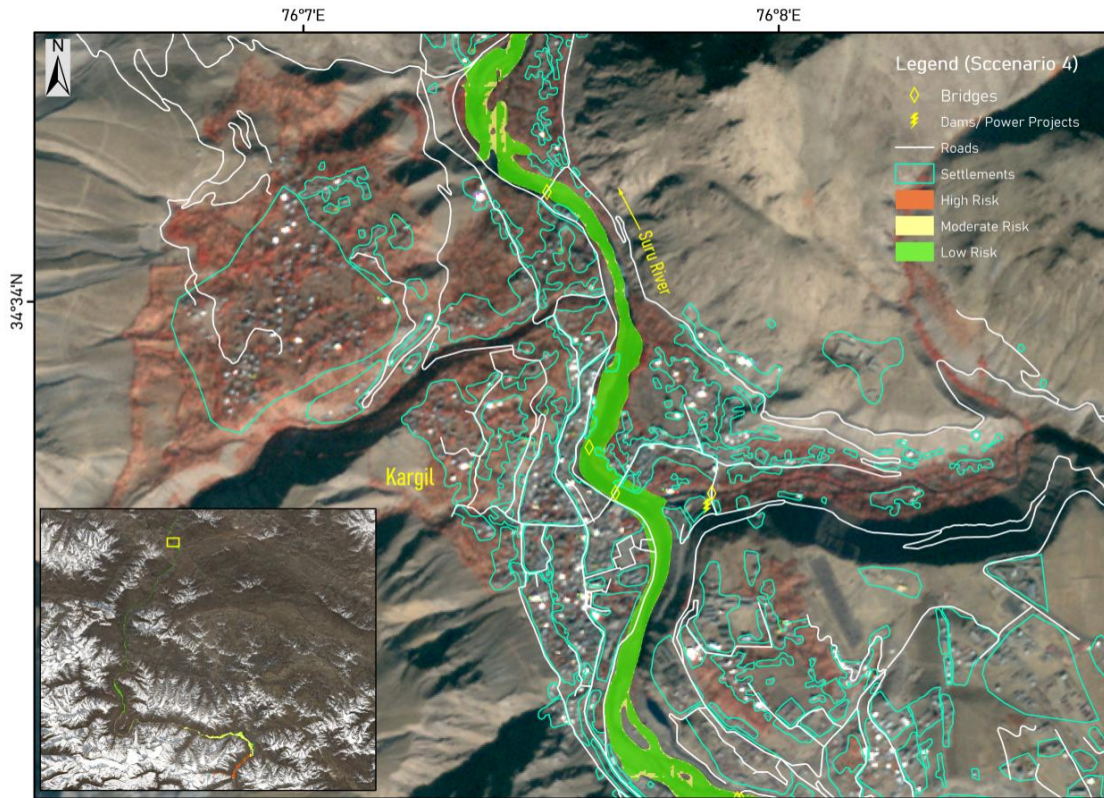 76°7'E
76°8'E
N
Legend (Sccenario 4)
Bridges
Dams/ Power Projects
Roads
Settlements
High Risk
Moderate Risk
Low Risk
Suru River
34°34'N
Kargil